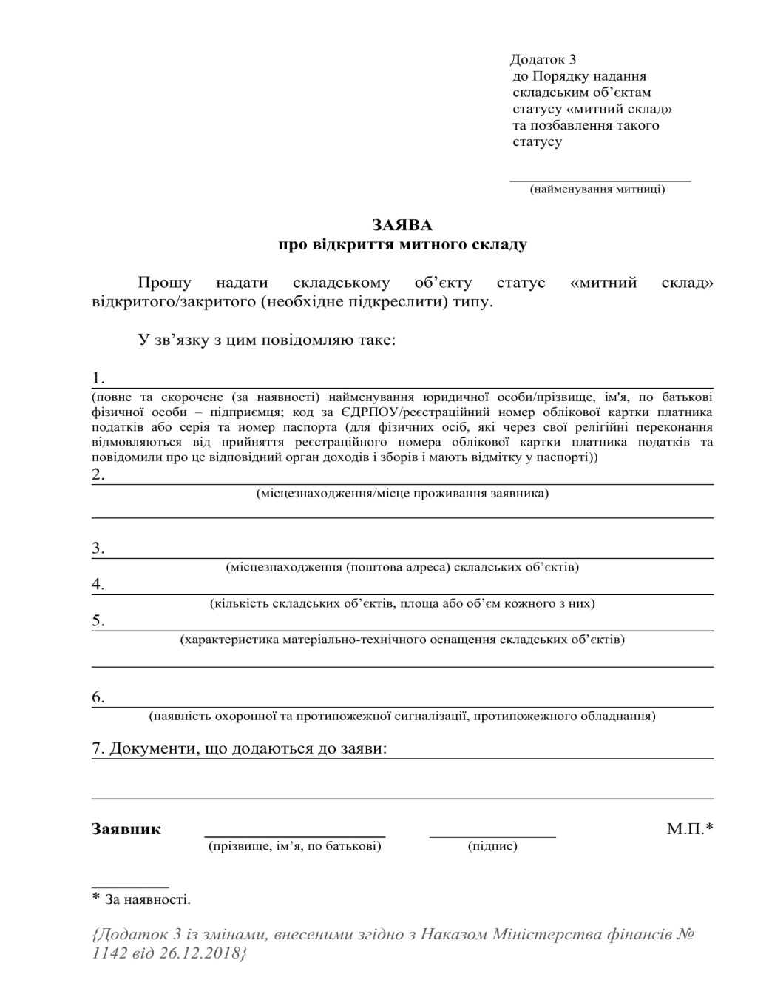 Додаток 3
до Порядку надання
складським об’єктам
статусу «митний склад»
та позбавлення такого
статусу
(найменування митниці)
ЗАЯВА
про відкриття митного складу
Прошу надати складському об’єкту статус «митний склад»
відкритого/закритого (необхідне підкреслити) типу.
У зв’язку з цим повідомляю таке:
1.
(повне та скорочене (за наявності) найменування юридичної особи/прізвище, ім'я, по батькові
фізичної особи – підприємця; код за ЄДРПОУ/реєстраційний номер облікової картки платника
податків або серія та номер паспорта (для фізичних осіб, які через свої релігійні переконання
відмовляються від прийняття реєстраційного номера облікової картки платника податків та
повідомили про це відповідний орган доходів і зборів і мають відмітку у паспорті))
2.
(місцезнаходження/місце проживання заявника)
3.
(місцезнаходження (поштова адреса) складських об’єктів)
4.
(кількість складських об’єктів, площа або об’єм кожного з них)
5.
(характеристика матеріально-технічного оснащення складських об’єктів)
6.
(наявність охоронної та протипожежної сигналізації, протипожежного обладнання)
7. Документи, що додаються до заяви:
Заявник М.П.*
(прізвище, ім’я, по батькові) (підпис)
* За наявності.
{Додаток 3 із змінами, внесеними згідно з Наказом Міністерства фінансів №
1142 від 26.12.2018}